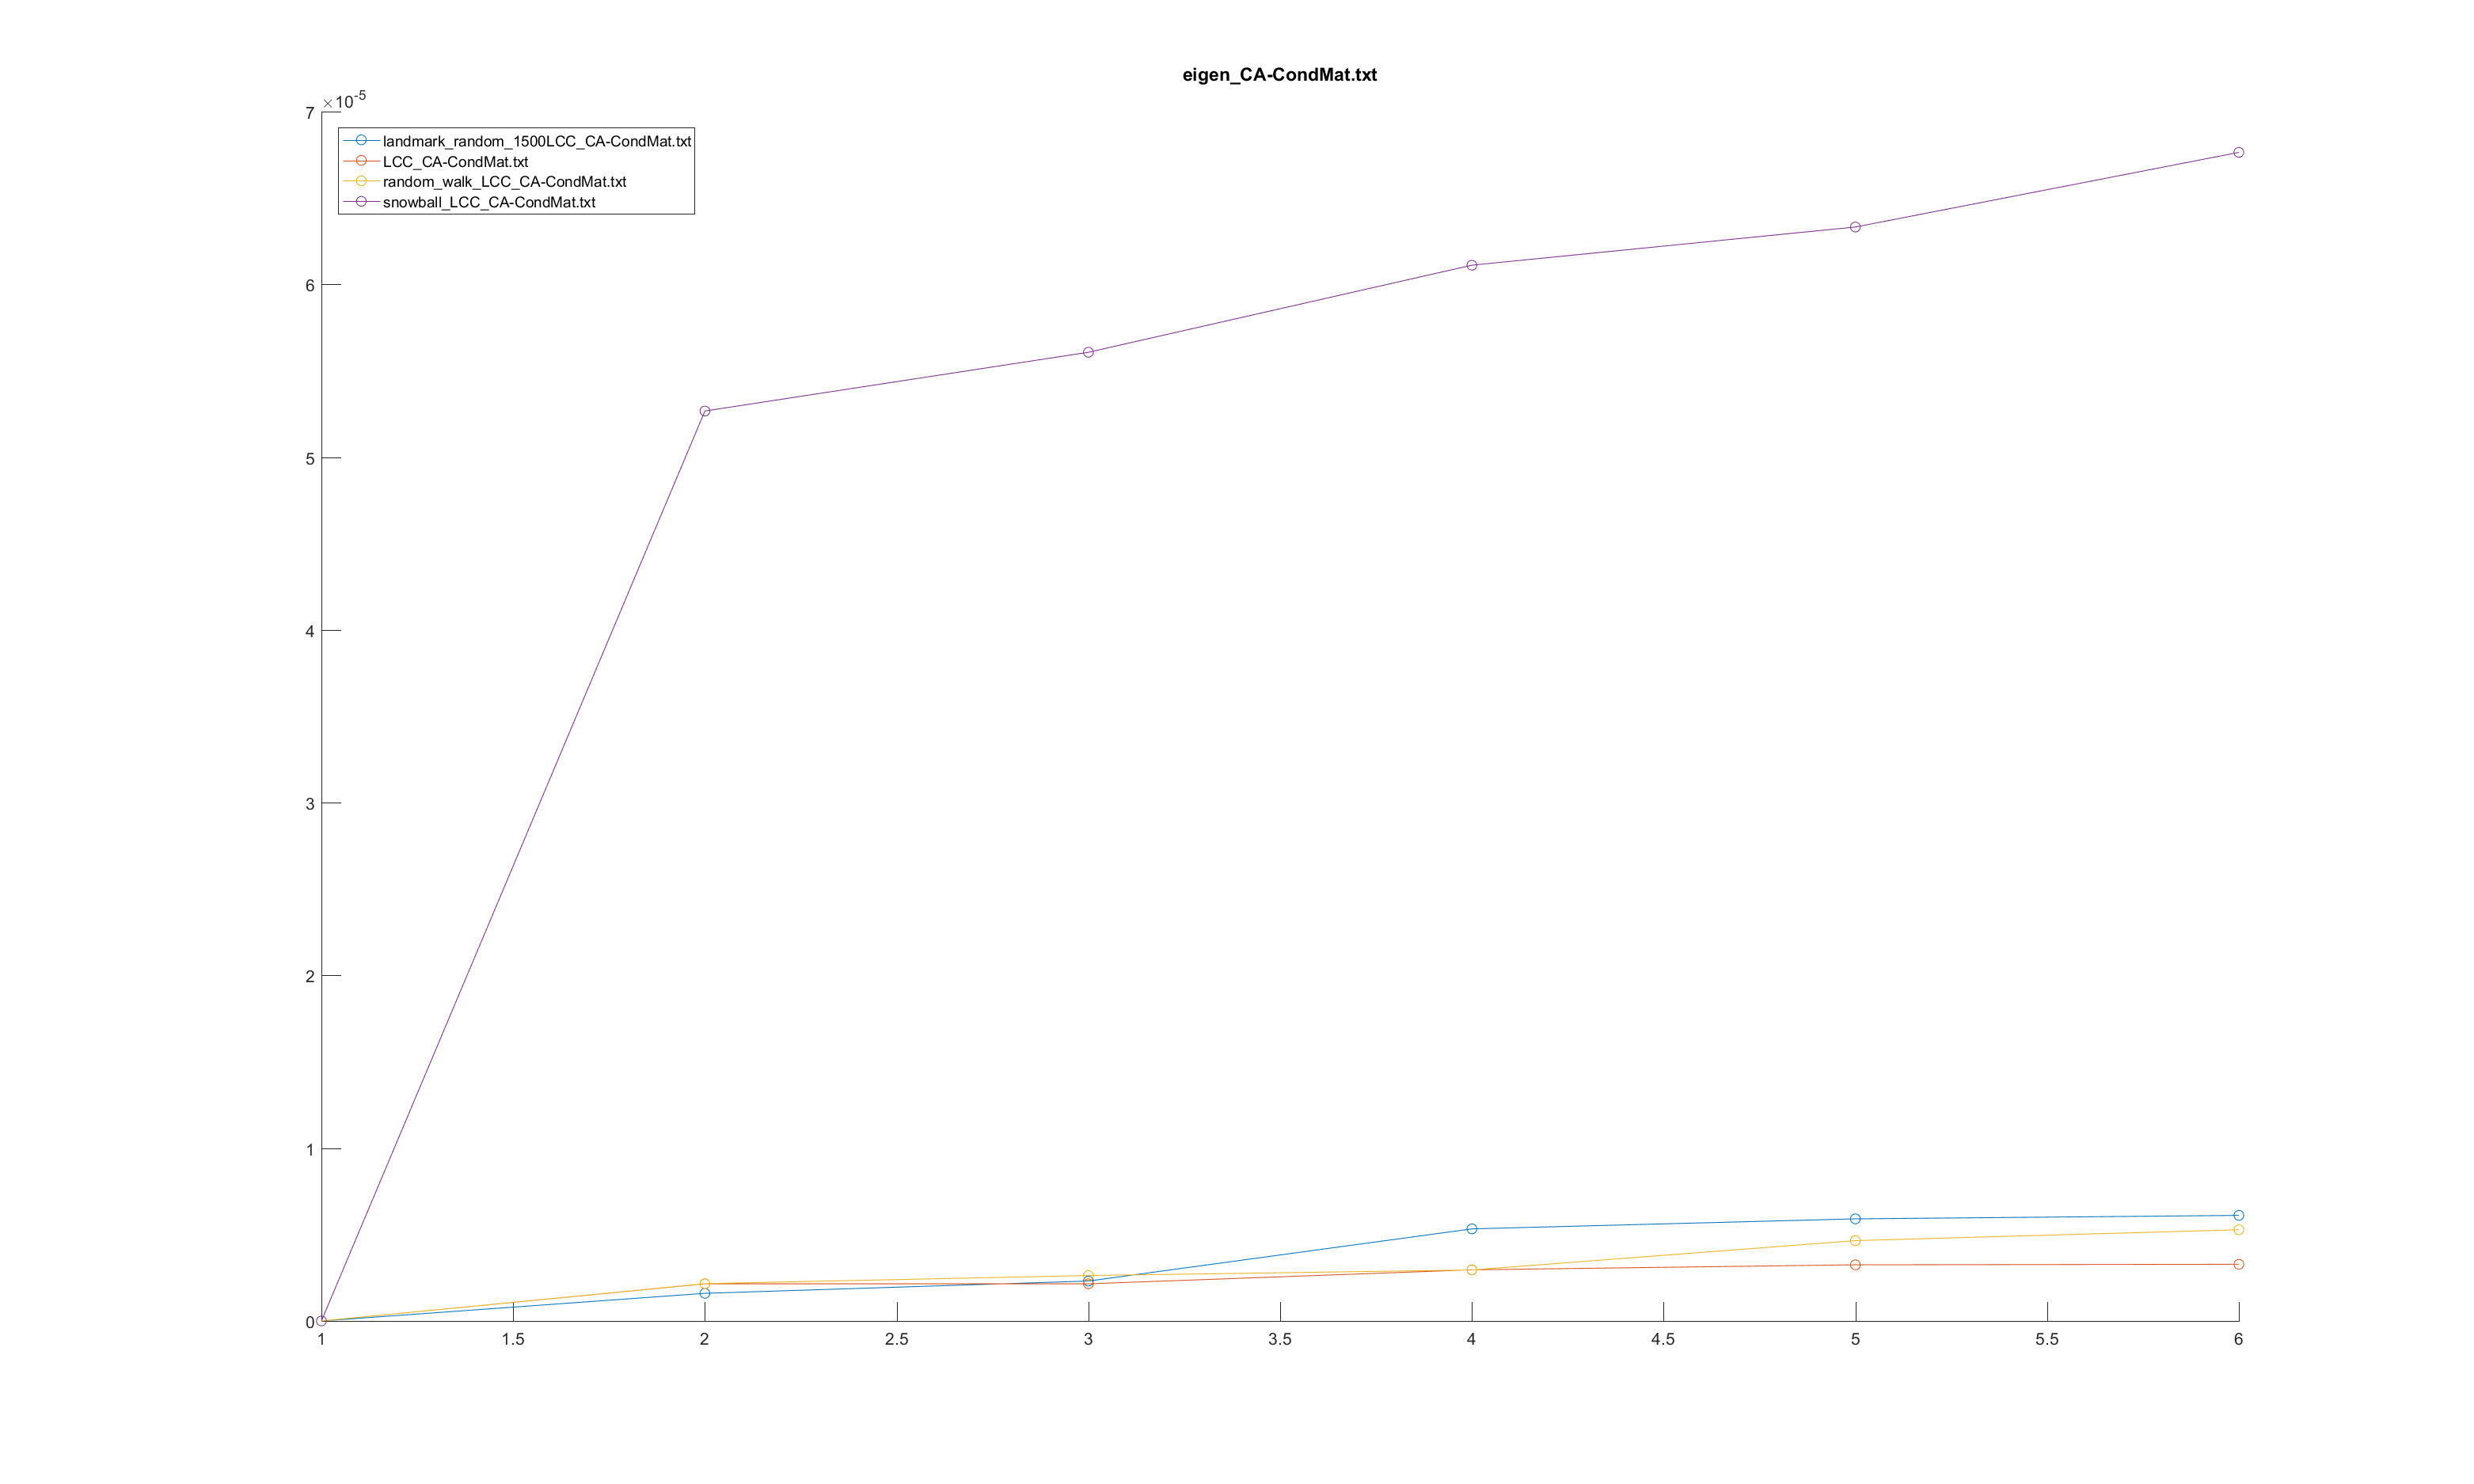 eigen_CA-CondMat.txt
×10-5
7
landmark_random_1500LCC_CA-CondMat.txt
LCC_CA-CondMat.txt
random_walk_LCC_CA-CondMat.txt
snowball_LCC_CA-CondMat.txt
6
5
4
3
2
1
0
1 1.5 2 2.5 3 3.5 4 4.5 5 5.5 6